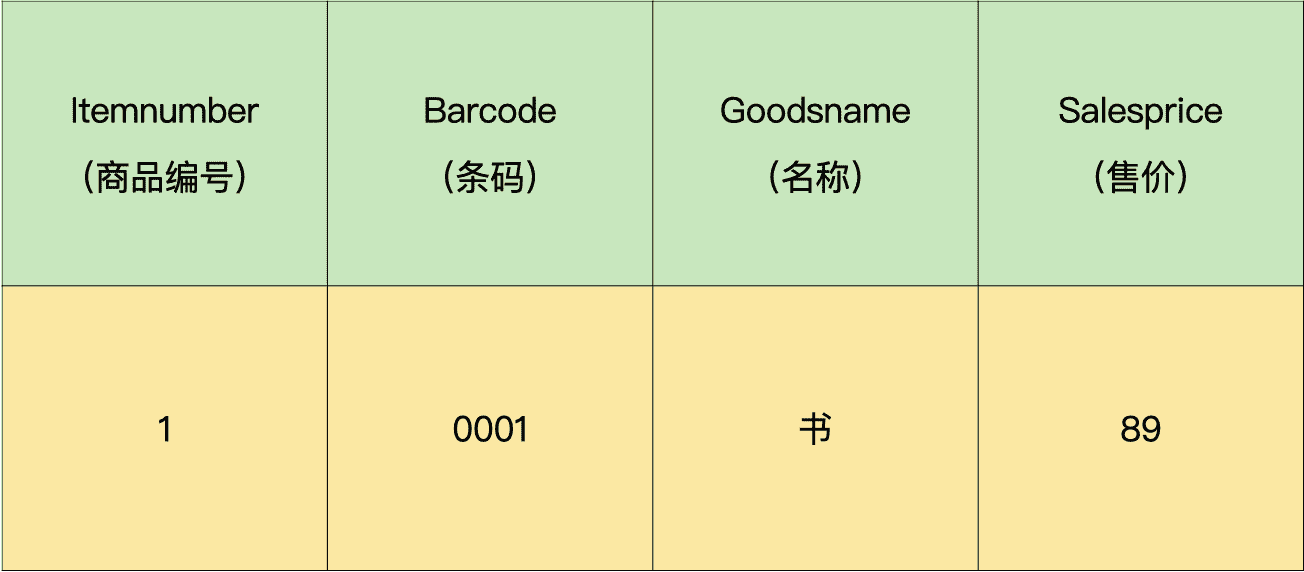 Itemnumber
（商品编号）
Barcode
（条码）
Goodsname
（名称）
Salesprice
（售价）
1
0001
书
89